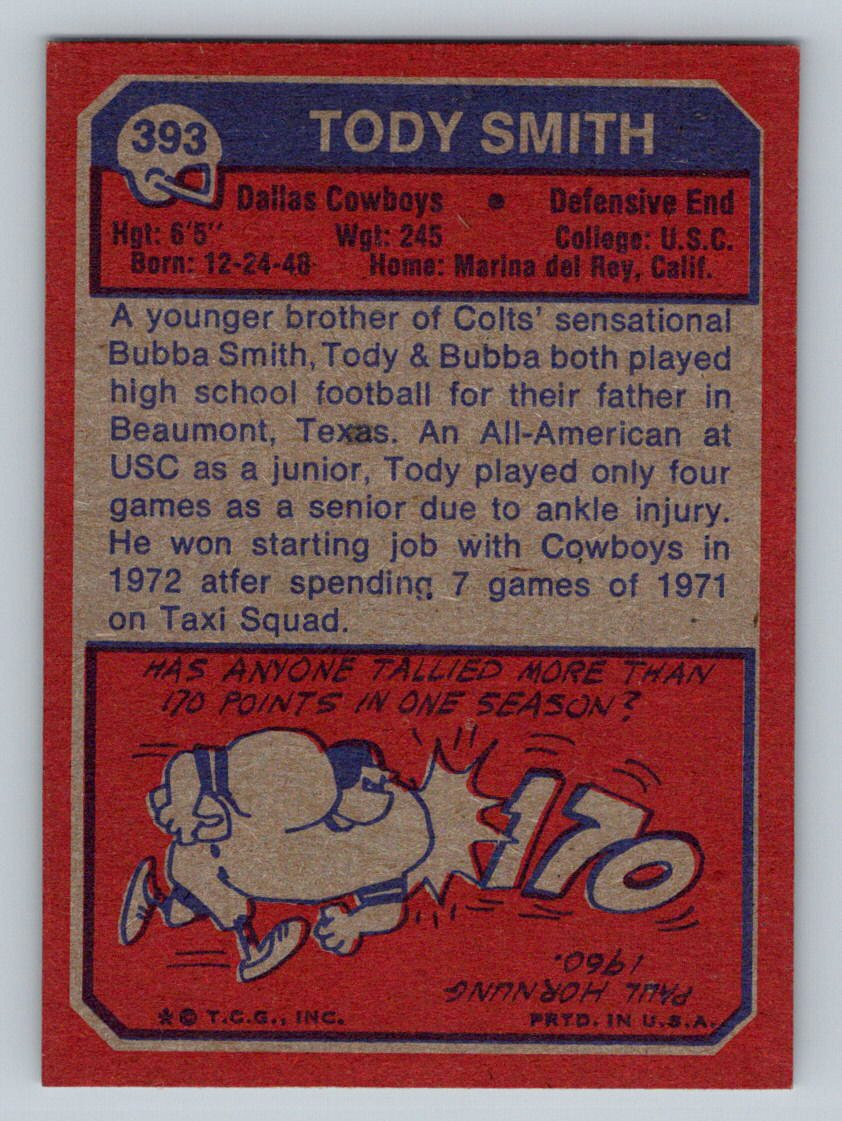 393
TODY SMITH
Dallas Cowboys • Defensive End
Hgt: 6'5" Wgt: 245 College: U.S.C.
Born: 12-24-48 Home: Marina del Rey, Calif.
A younger brother of Colts' sensational
Bubba Smith, Tody & Bubba both played
high school football for their father in
Beaumont, Texas. An All-American at
USC as a junior, Tody played only four
games as a senior due to ankle injury.
He won starting job with Cowboys in
1972 atfer spending 7 games of 1971
on Taxi Squad.
HAS ANYONE TALLIED MORE THAN
170 POINTS IN ONE SEASON?
170
PAUL HORNUNG
1960.
★ © T.C.G., INC. PRTD. IN U.S.A.